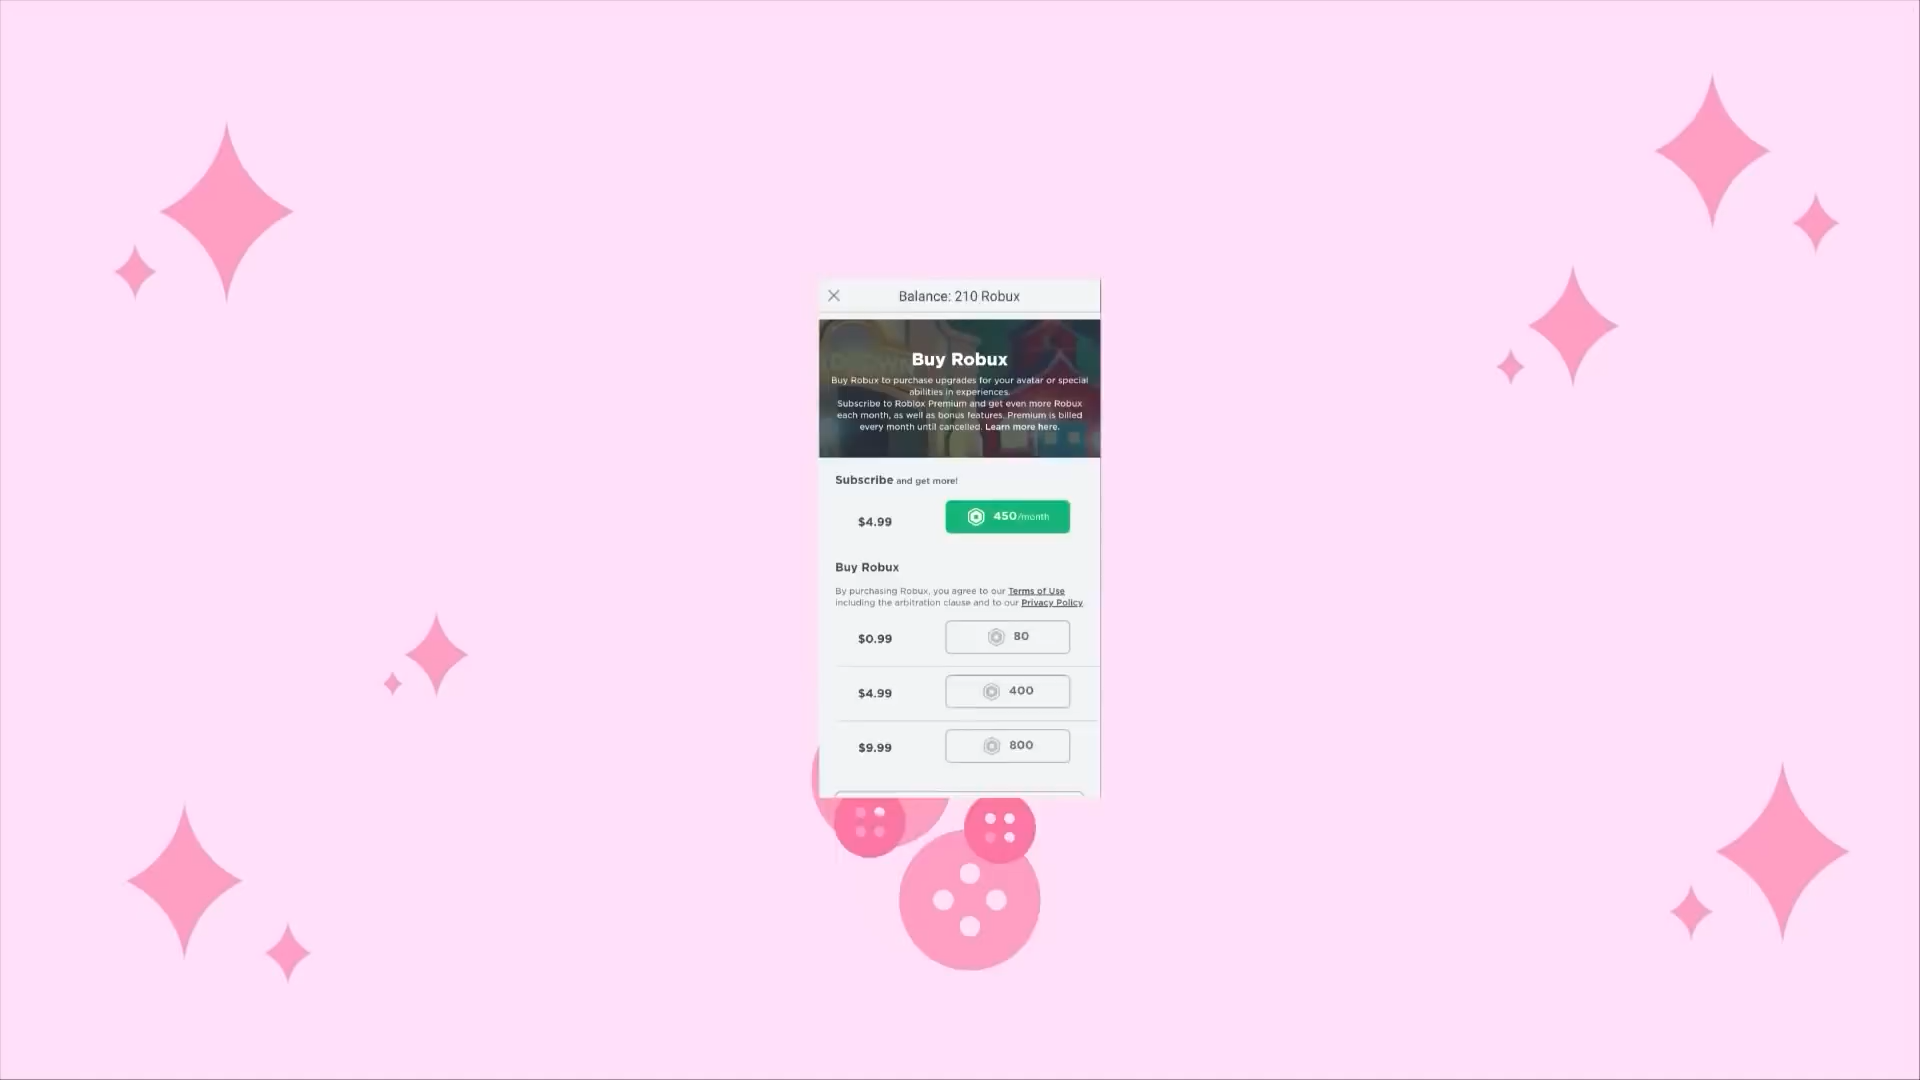 Balance: 210 Robux
Buy Robux
Buy Robux to purchase upgrades for your avatar or special
abilities in experiences.
Subscribe to Roblox Premium and get even more Robux
each month, as well as bonus features. Premium is billed
every month until cancelled. Learn more here.
Subscribe and get more!
$4.99 450/month
Buy Robux
By purchasing Robux, you agree to our Terms of Use
including the arbitration clause and to our Privacy Policy
$0.99 80
$4.99 400
$9.99 800